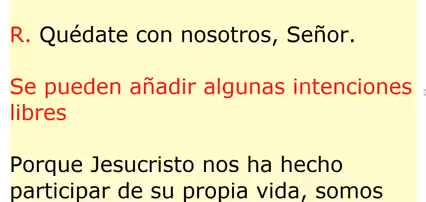 R. Quédate con nosotros, Señor.
Se pueden añadir algunas intenciones
libres
Porque Jesucristo nos ha hecho
participar de su propia vida, somos